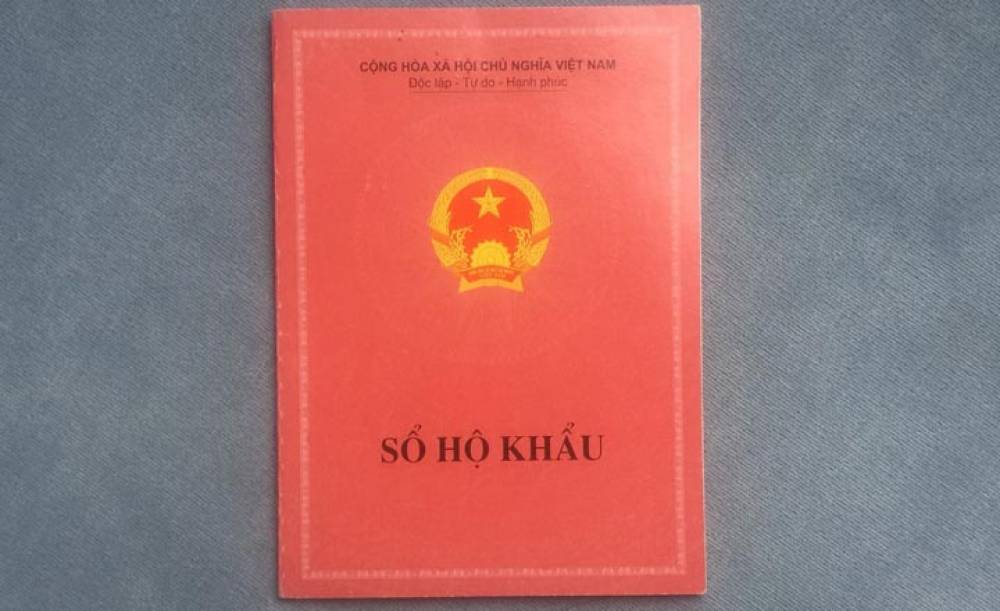 CỘNG HÒA XÃ HỘI CHỦ NGHĨA VIỆT NAM
Độc lập - Tự do - Hạnh phúc
SỔ HỘ KHẨU